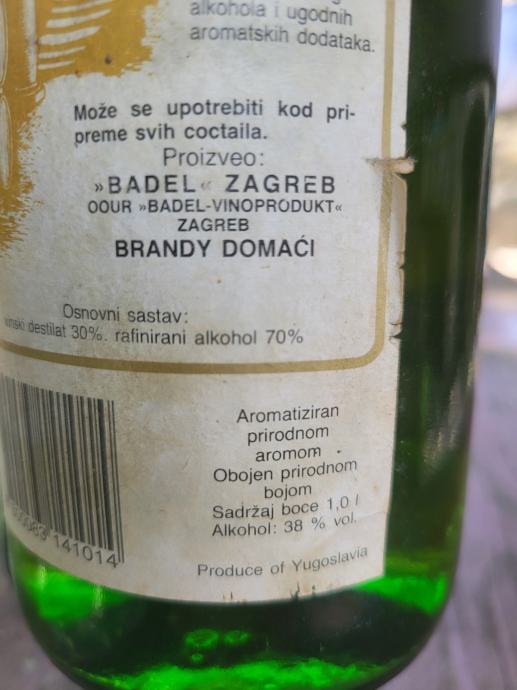 alkohola i ugodnih
aromatskih dodataka.
Može se upotrebiti kod pri-
preme svih coctaila.
Proizveo:
»BADEL« ZAGREB
OOUR »BADEL-VINOPRODUKT«
ZAGREB
BRANDY DOMAĆI
Osnovni sastav:
vinski destilat 30%. rafinirani alkohol 70%
Aromatiziran
prirodnom
aromom
Obojen prirodnom
bojom
Sadržaj boce 1,0 l
Alkohol: 38 % vol.
141014
Produce of Yugoslavia